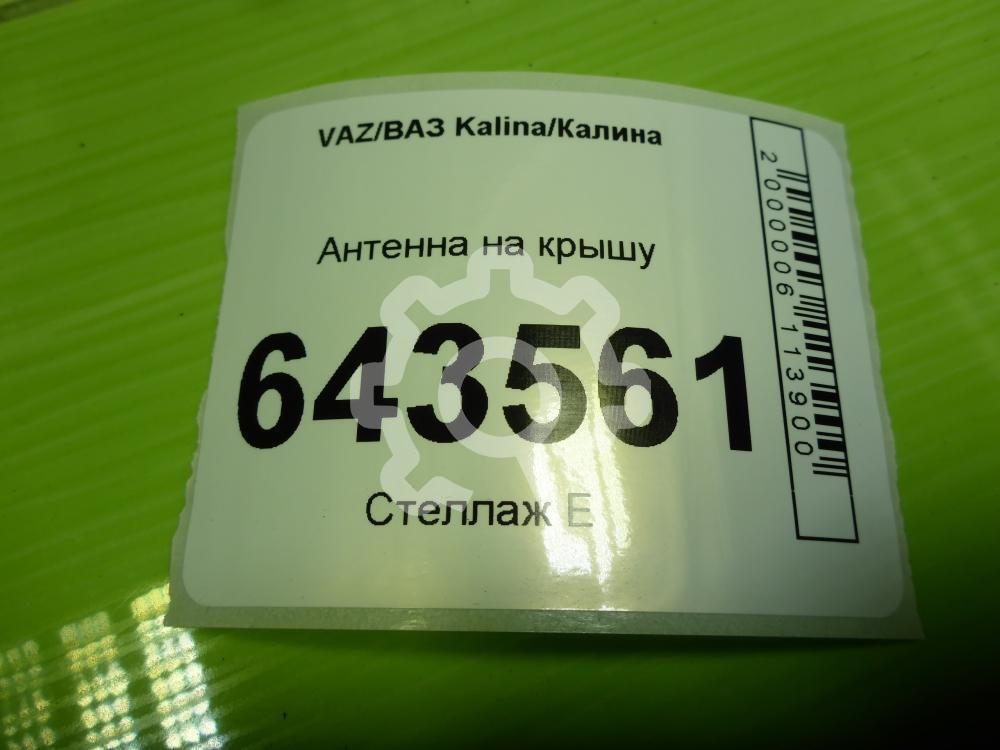 VAZ/ВАЗ Kalina/Калина
Антенна на крышу
643561
Стеллаж E
2000006113900